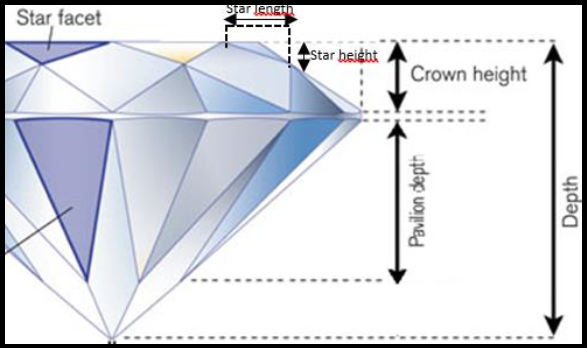 Star length
Star facet
Star height
Crown height
Pavilion depth
Depth